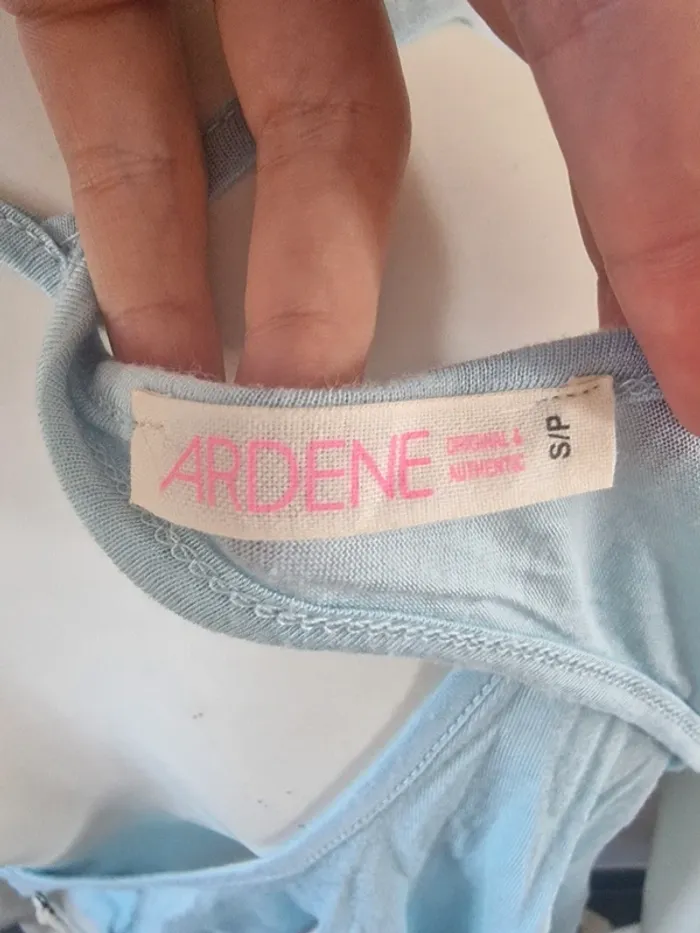 ARDENE
ORIGINAL &
AUTHENTIC
S/P